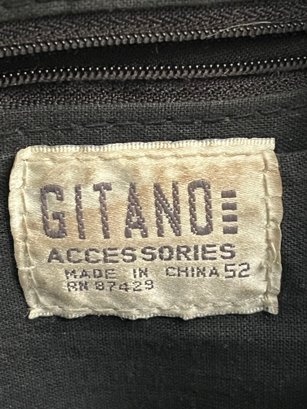 GITANO
ACCESSORIES
MADE IN CHINA 52
RN 87429